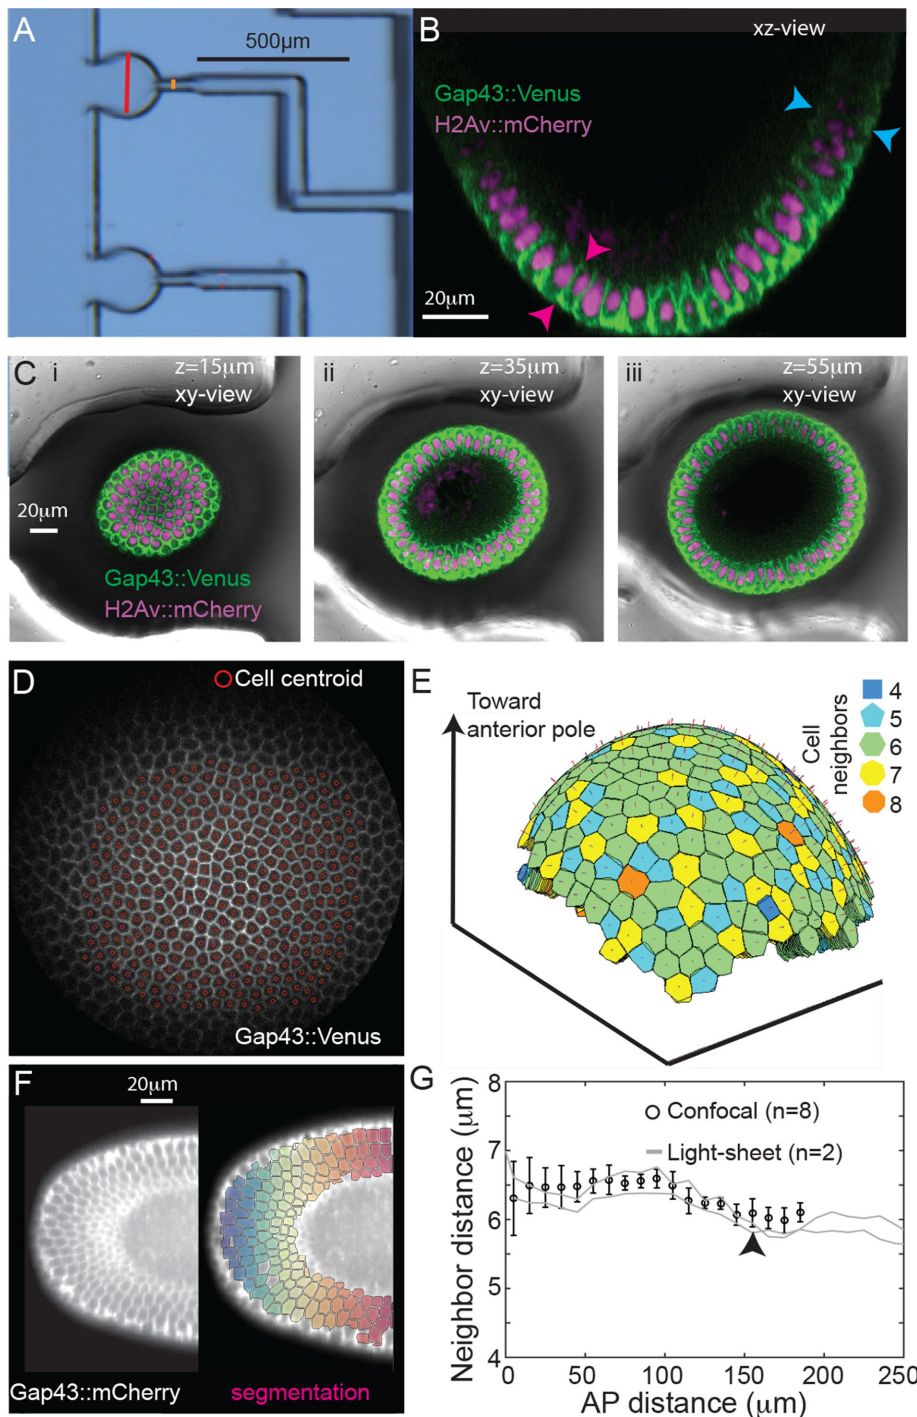 A
500μm
B
xz-view
Gap43::Venus
H2Av::mCherry
20μm
C i
z=15μm
xy-view
20μm
Gap43::Venus
H2Av::mCherry
ii
z=35μm
xy-view
iii
z=55μm
xy-view
D
Cell centroid
Gap43::Venus
E
Toward
anterior pole
Cell
neighbors
4
5
6
7
8
F
20μm
Gap43::mCherry
segmentation
G
Neighbor distance (μm)
8
7
6
5
4
Confocal (n=8)
Light-sheet (n=2)
0 50 100 150 200 250
AP distance (μm)